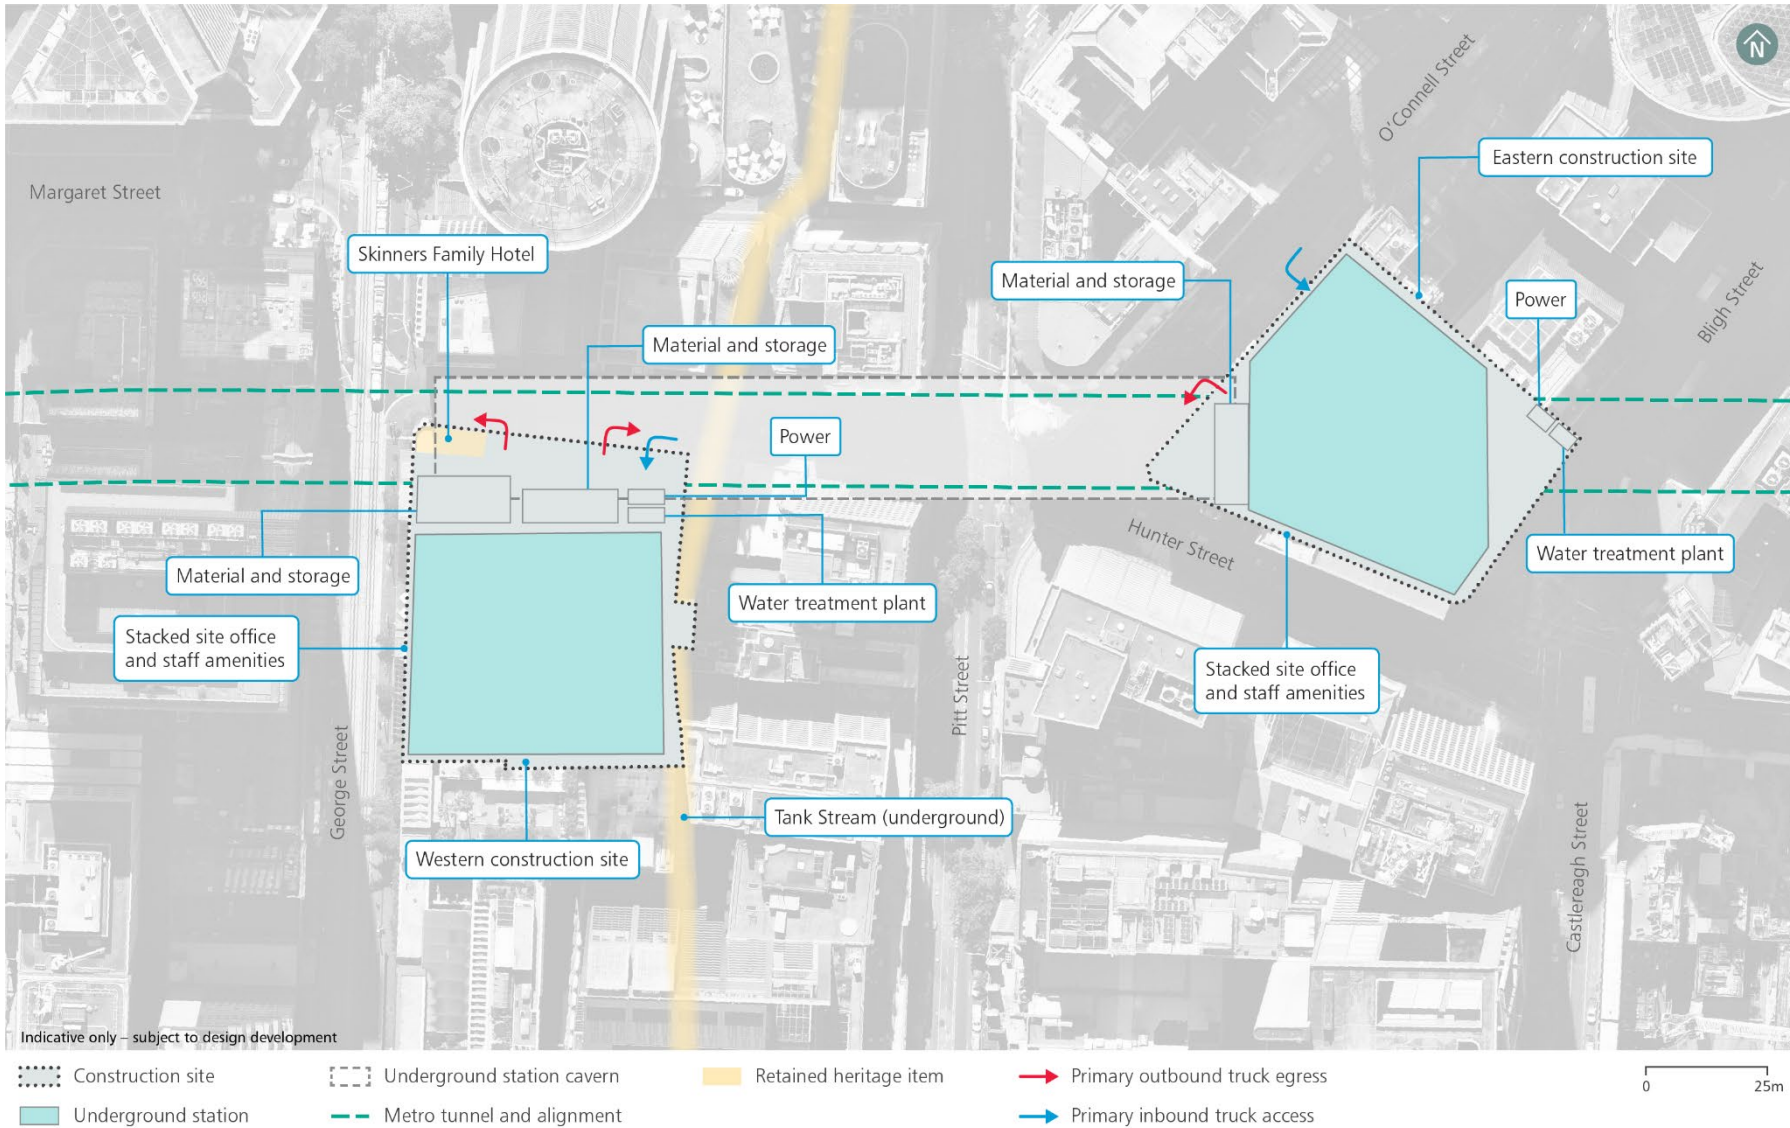 N
O'Connell Street
Eastern construction site
Margaret Street
Skinners Family Hotel
Material and storage
Power
Bligh Street
Material and storage
Power
Hunter Street
Water treatment plant
Material and storage
Water treatment plant
Stacked site office
and staff amenities
Stacked site office
and staff amenities
Pitt Street
George Street
Tank Stream (underground)
Western construction site
Castlereagh Street
Indicative only – subject to design development
Construction site
Underground station cavern
Retained heritage item
Primary outbound truck egress
Underground station
Metro tunnel and alignment
Primary inbound truck access
0 25m